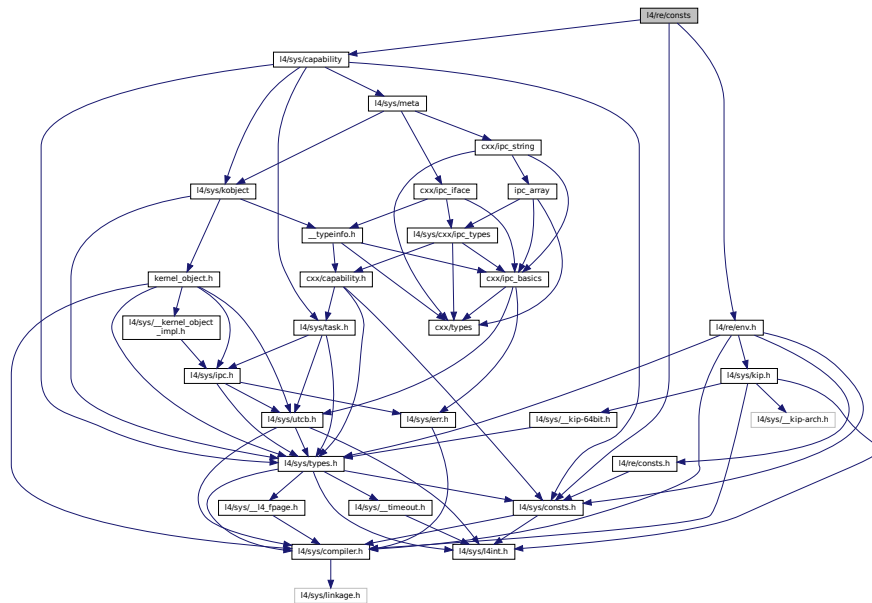 l4/re/consts
l4/sys/capability
l4/sys/meta
cxx/ipc_string
l4/sys/kobject
cxx/ipc_iface
ipc_array
__typeinfo.h
l4/sys/cxx/ipc_types
kernel_object.h
cxx/capability.h
cxx/ipc_basics
l4/sys/__kernel_object
_impl.h
l4/sys/task.h
cxx/types
l4/re/env.h
l4/sys/ipc.h
l4/sys/kip.h
l4/sys/utcb.h
l4/sys/err.h
l4/sys/__kip-64bit.h
l4/sys/__kip-arch.h
l4/sys/types.h
l4/re/consts.h
l4/sys/__l4_fpage.h
l4/sys/__timeout.h
l4/sys/consts.h
l4/sys/compiler.h
l4/sys/l4int.h
l4/sys/linkage.h